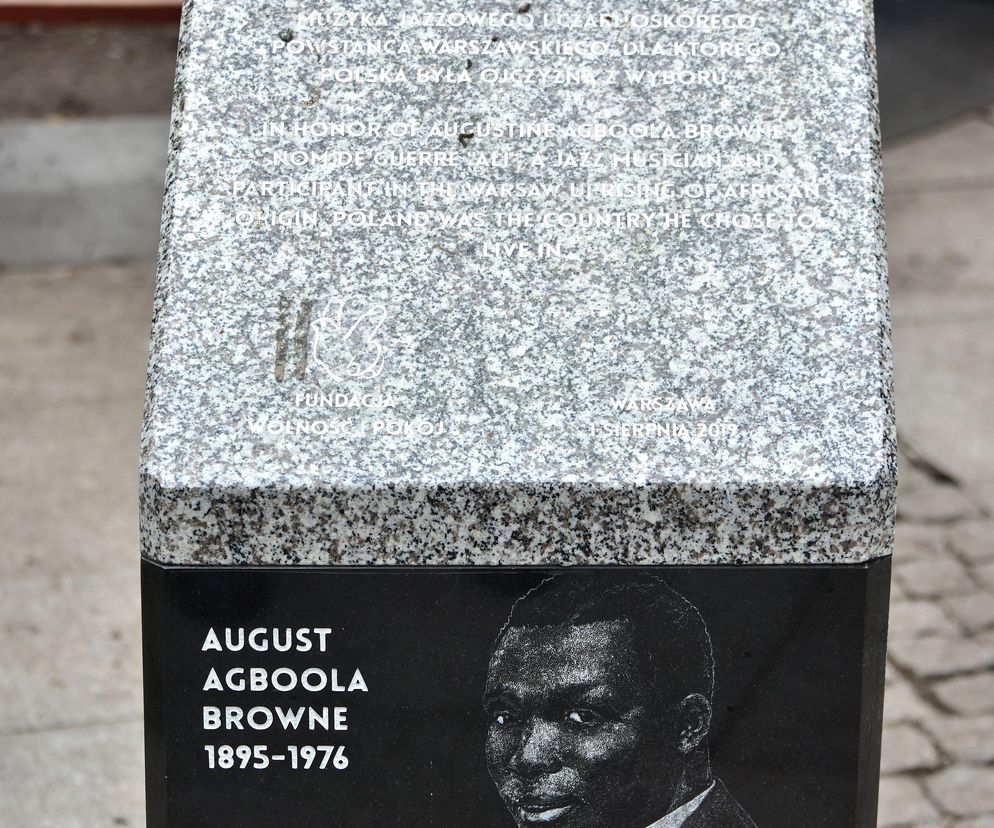 MUZYKA JAZZOWEGO I CZARNOSKÓREGO
POWSTAŃCA WARSZAWSKIEGO, DLA KTÓREGO
POLSKA BYŁA OJCZYZNĄ Z WYBORU
IN HONOR OF AUGUSTINE AGBOOLA BROWNE
NOM DE GUERRE "ALI", A JAZZ MUSICIAN AND
PARTICIPANT IN THE WARSAW UPRISING OF AFRICAN
ORIGIN. POLAND WAS THE COUNTRY HE CHOSE TO
LIVE IN.
FUNDACJA
WOLNOŚĆ I POKÓJ
WARSZAWA
1 SIERPNIA 2019
AUGUST
AGBOOLA
BROWNE
1895-1976